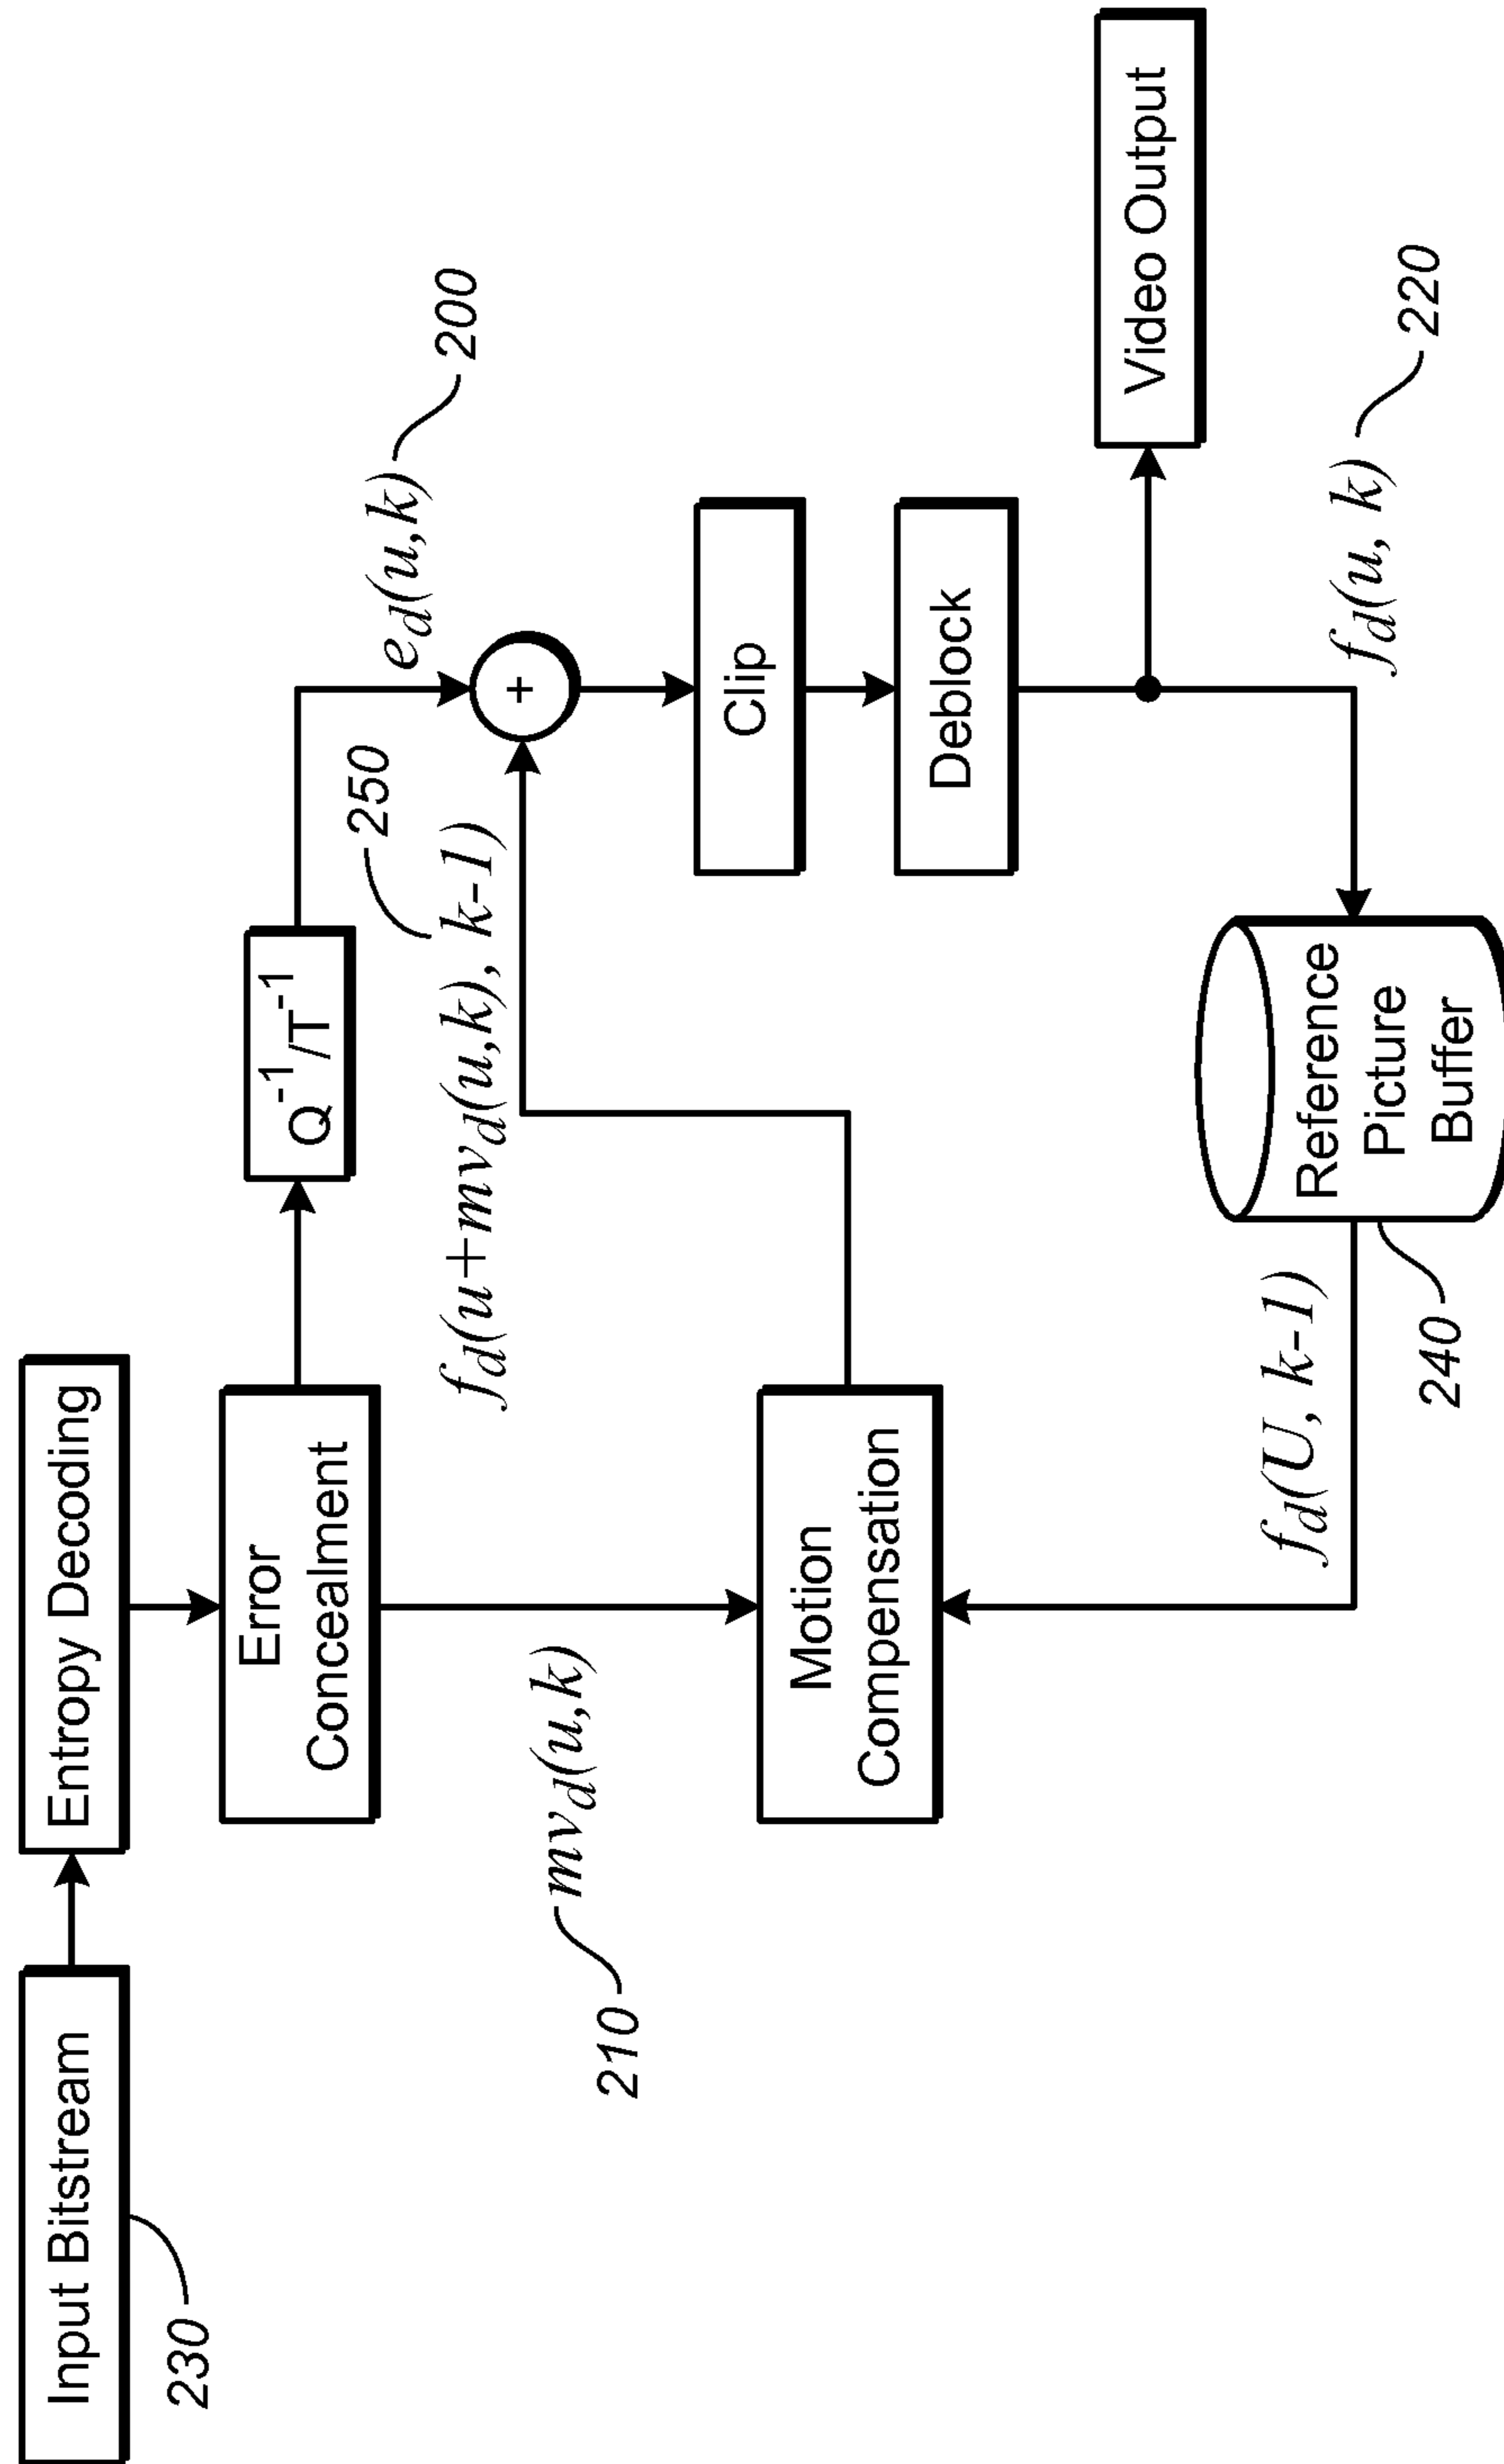 Input Bitstream
230
Entropy Decoding
Error
Concealment
Q⁻¹/T⁻¹
e_d(u,k)
200
250
f_d(u+mv_d(u,k), k-1)
+
210
mv_d(u,k)
Motion
Compensation
Clip
Deblock
Video Output
f_d(U, k-1)
240
Reference
Picture
Buffer
f_d(u, k)
220